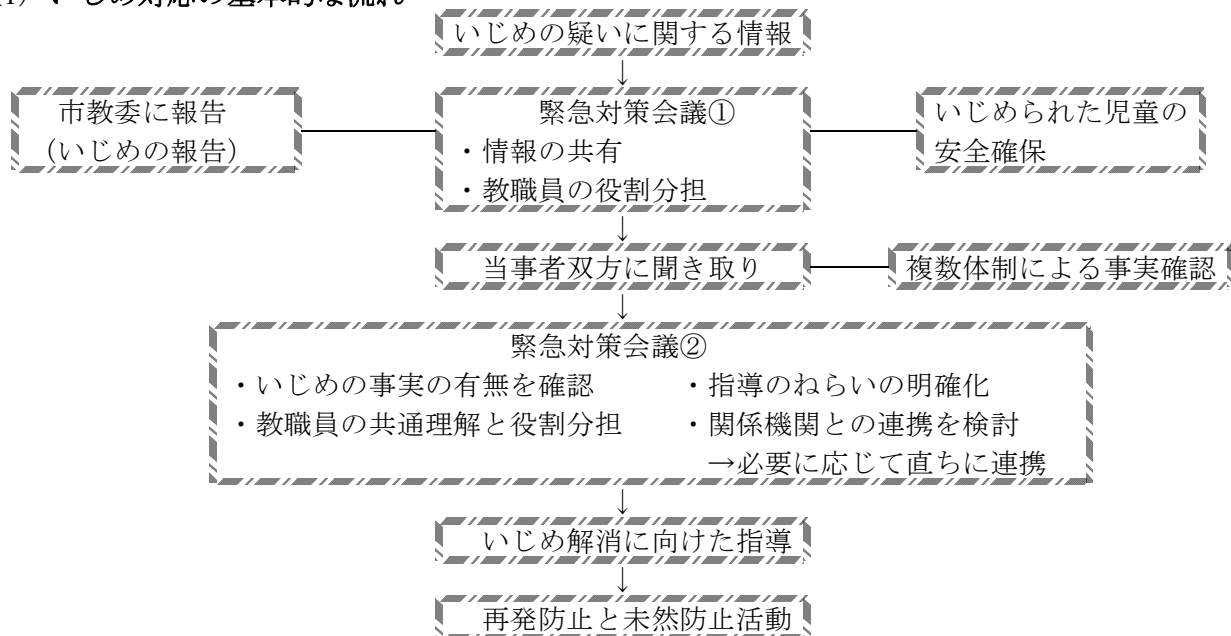 (1) いじめ対応の基本的な流れ
いじめの疑いに関する情報
↓
市教委に報告
(いじめの報告)
緊急対策会議①
・情報の共有
・教職員の役割分担
いじめられた児童の
安全確保
↓
当事者双方に聞き取り
複数体制による事実確認
↓
緊急対策会議②
・いじめの事実の有無を確認
・教職員の共通理解と役割分担
・指導のねらいの明確化
・関係機関との連携を検討
→必要に応じて直ちに連携
↓
いじめ解消に向けた指導
↓
再発防止と未然防止活動